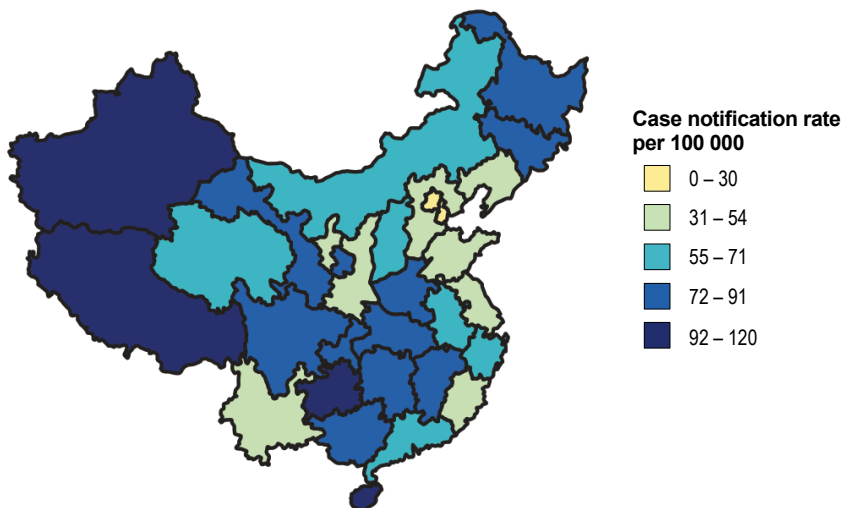 Case notification rate
per 100 000
0 – 30
31 – 54
55 – 71
72 – 91
92 – 120